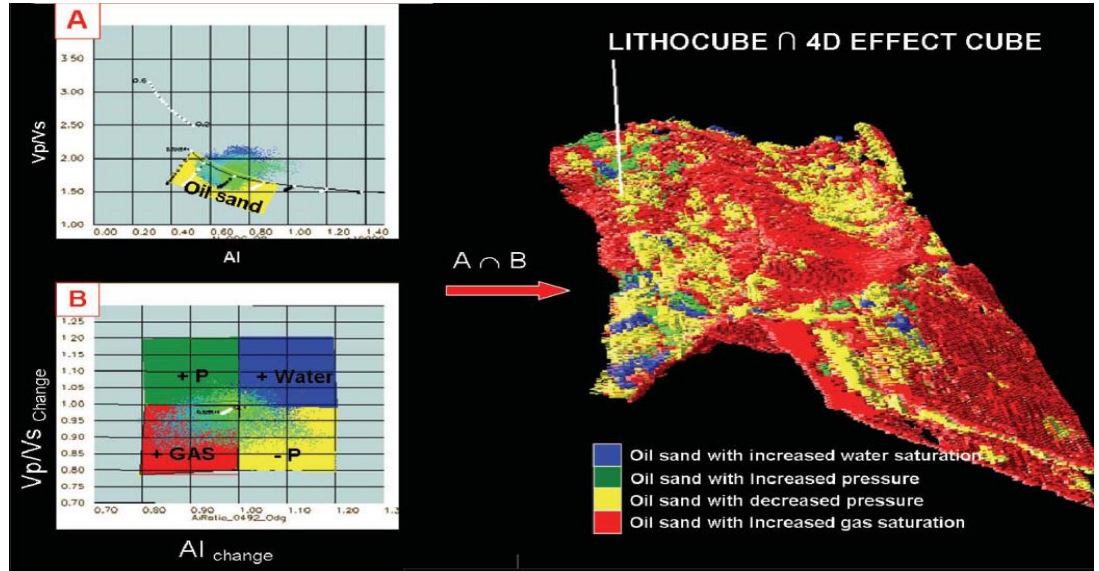 A
3.50
3.00
2.50
2.00
1.50
1.00
Vp/Vs
0.6
Oil sand
0.00 0.20 0.40 0.60 0.80 1.00 1.20 1.40
AI
B
1.25
1.20
1.15
1.10
1.05
1.00
0.95
0.90
0.85
0.80
0.75
0.70
Vp/Vs Change
+ P
+ Water
+ GAS
- P
0.70 0.80 0.90 1.00 1.10 1.20 1.3
AIRatio_0492_Odg
AI change
A ∩ B
LITHOCUBE ∩ 4D EFFECT CUBE
Oil sand with increased water saturation
Oil sand with Increased pressure
Oil sand with decreased pressure
Oil sand with Increased gas saturation